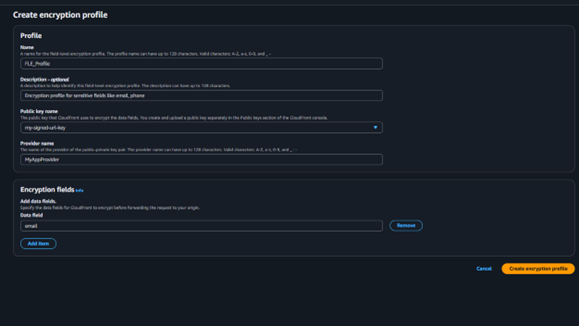 Create encryption profile
Profile
Name
A name for the field-level encryption profile. The profile name can have up to 128 characters. Valid characters: A-Z, a-z, 0-9, and _ -
FLE_Profile
Description - optional
A description to help identify this field-level encryption profile. The description can have up to 128 characters.
Encryption profile for sensitive fields like email, phone
Public key name
The public key that CloudFront uses to encrypt the data fields. You create and upload a public key separately in the Public keys section of the CloudFront console.
my-signed-url-key
Provider name
The name of the provider of the public-private key pair. The provider name can have up to 128 characters. Valid characters: A-Z, a-z, 0-9, and
MyAppProvider
Encryption fields Info
Add data fields.
Specify the data fields for CloudFront to encrypt before forwarding the request to your origin.
Data field
email
Remove
Add item
Cancel
Create encryption profile